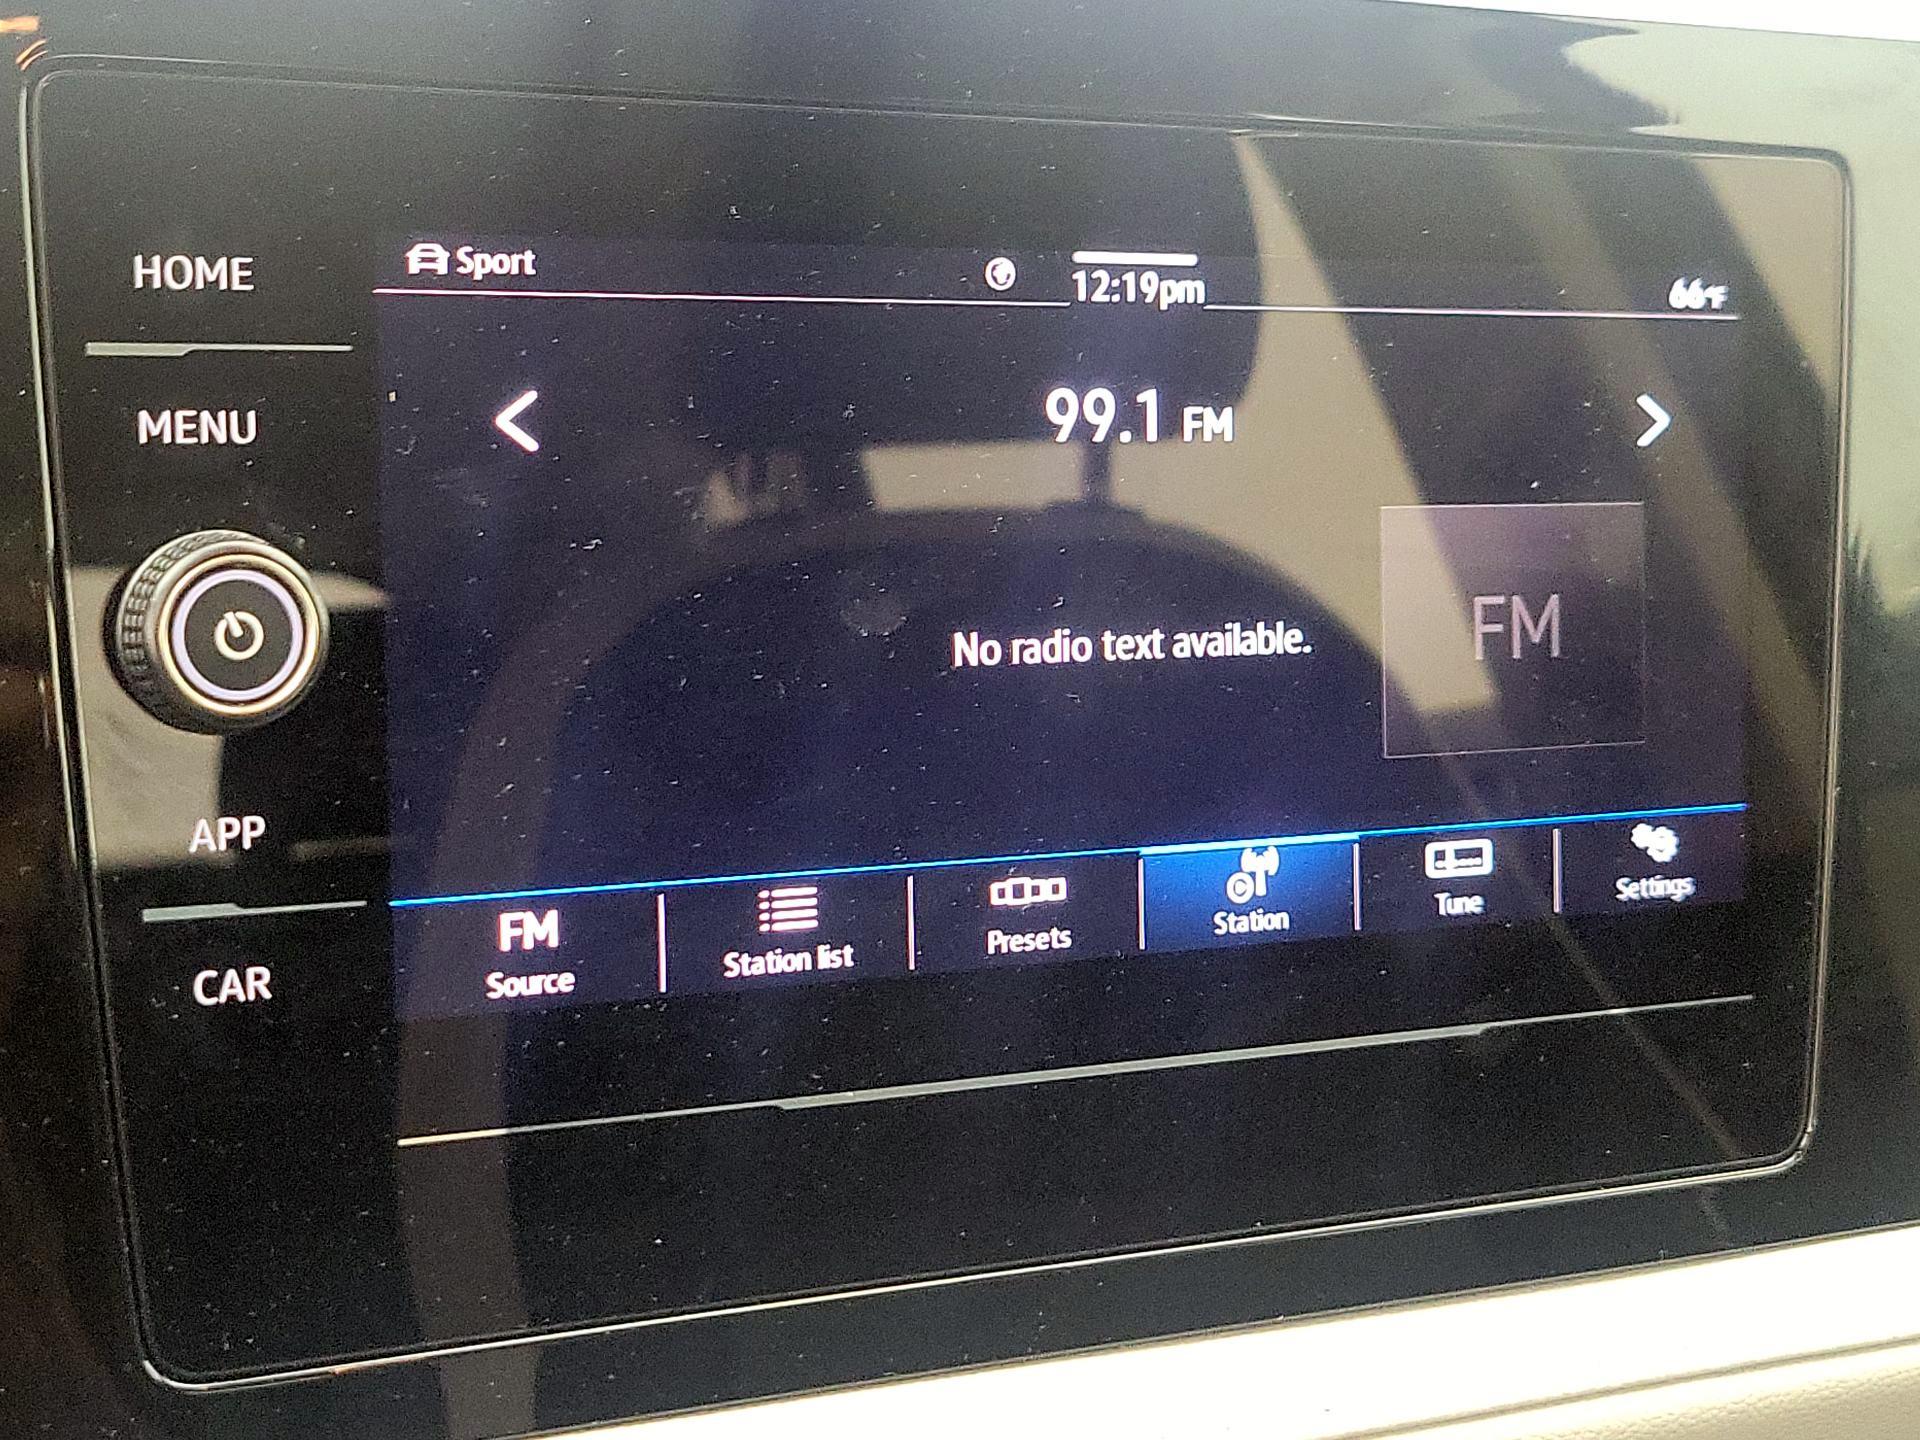 HOME
Sport
12:19pm
66°F
MENU
99.1 FM
No radio text available.
FM
APP
FM
Source
Station list
Presets
Station
Tune
Settings
CAR